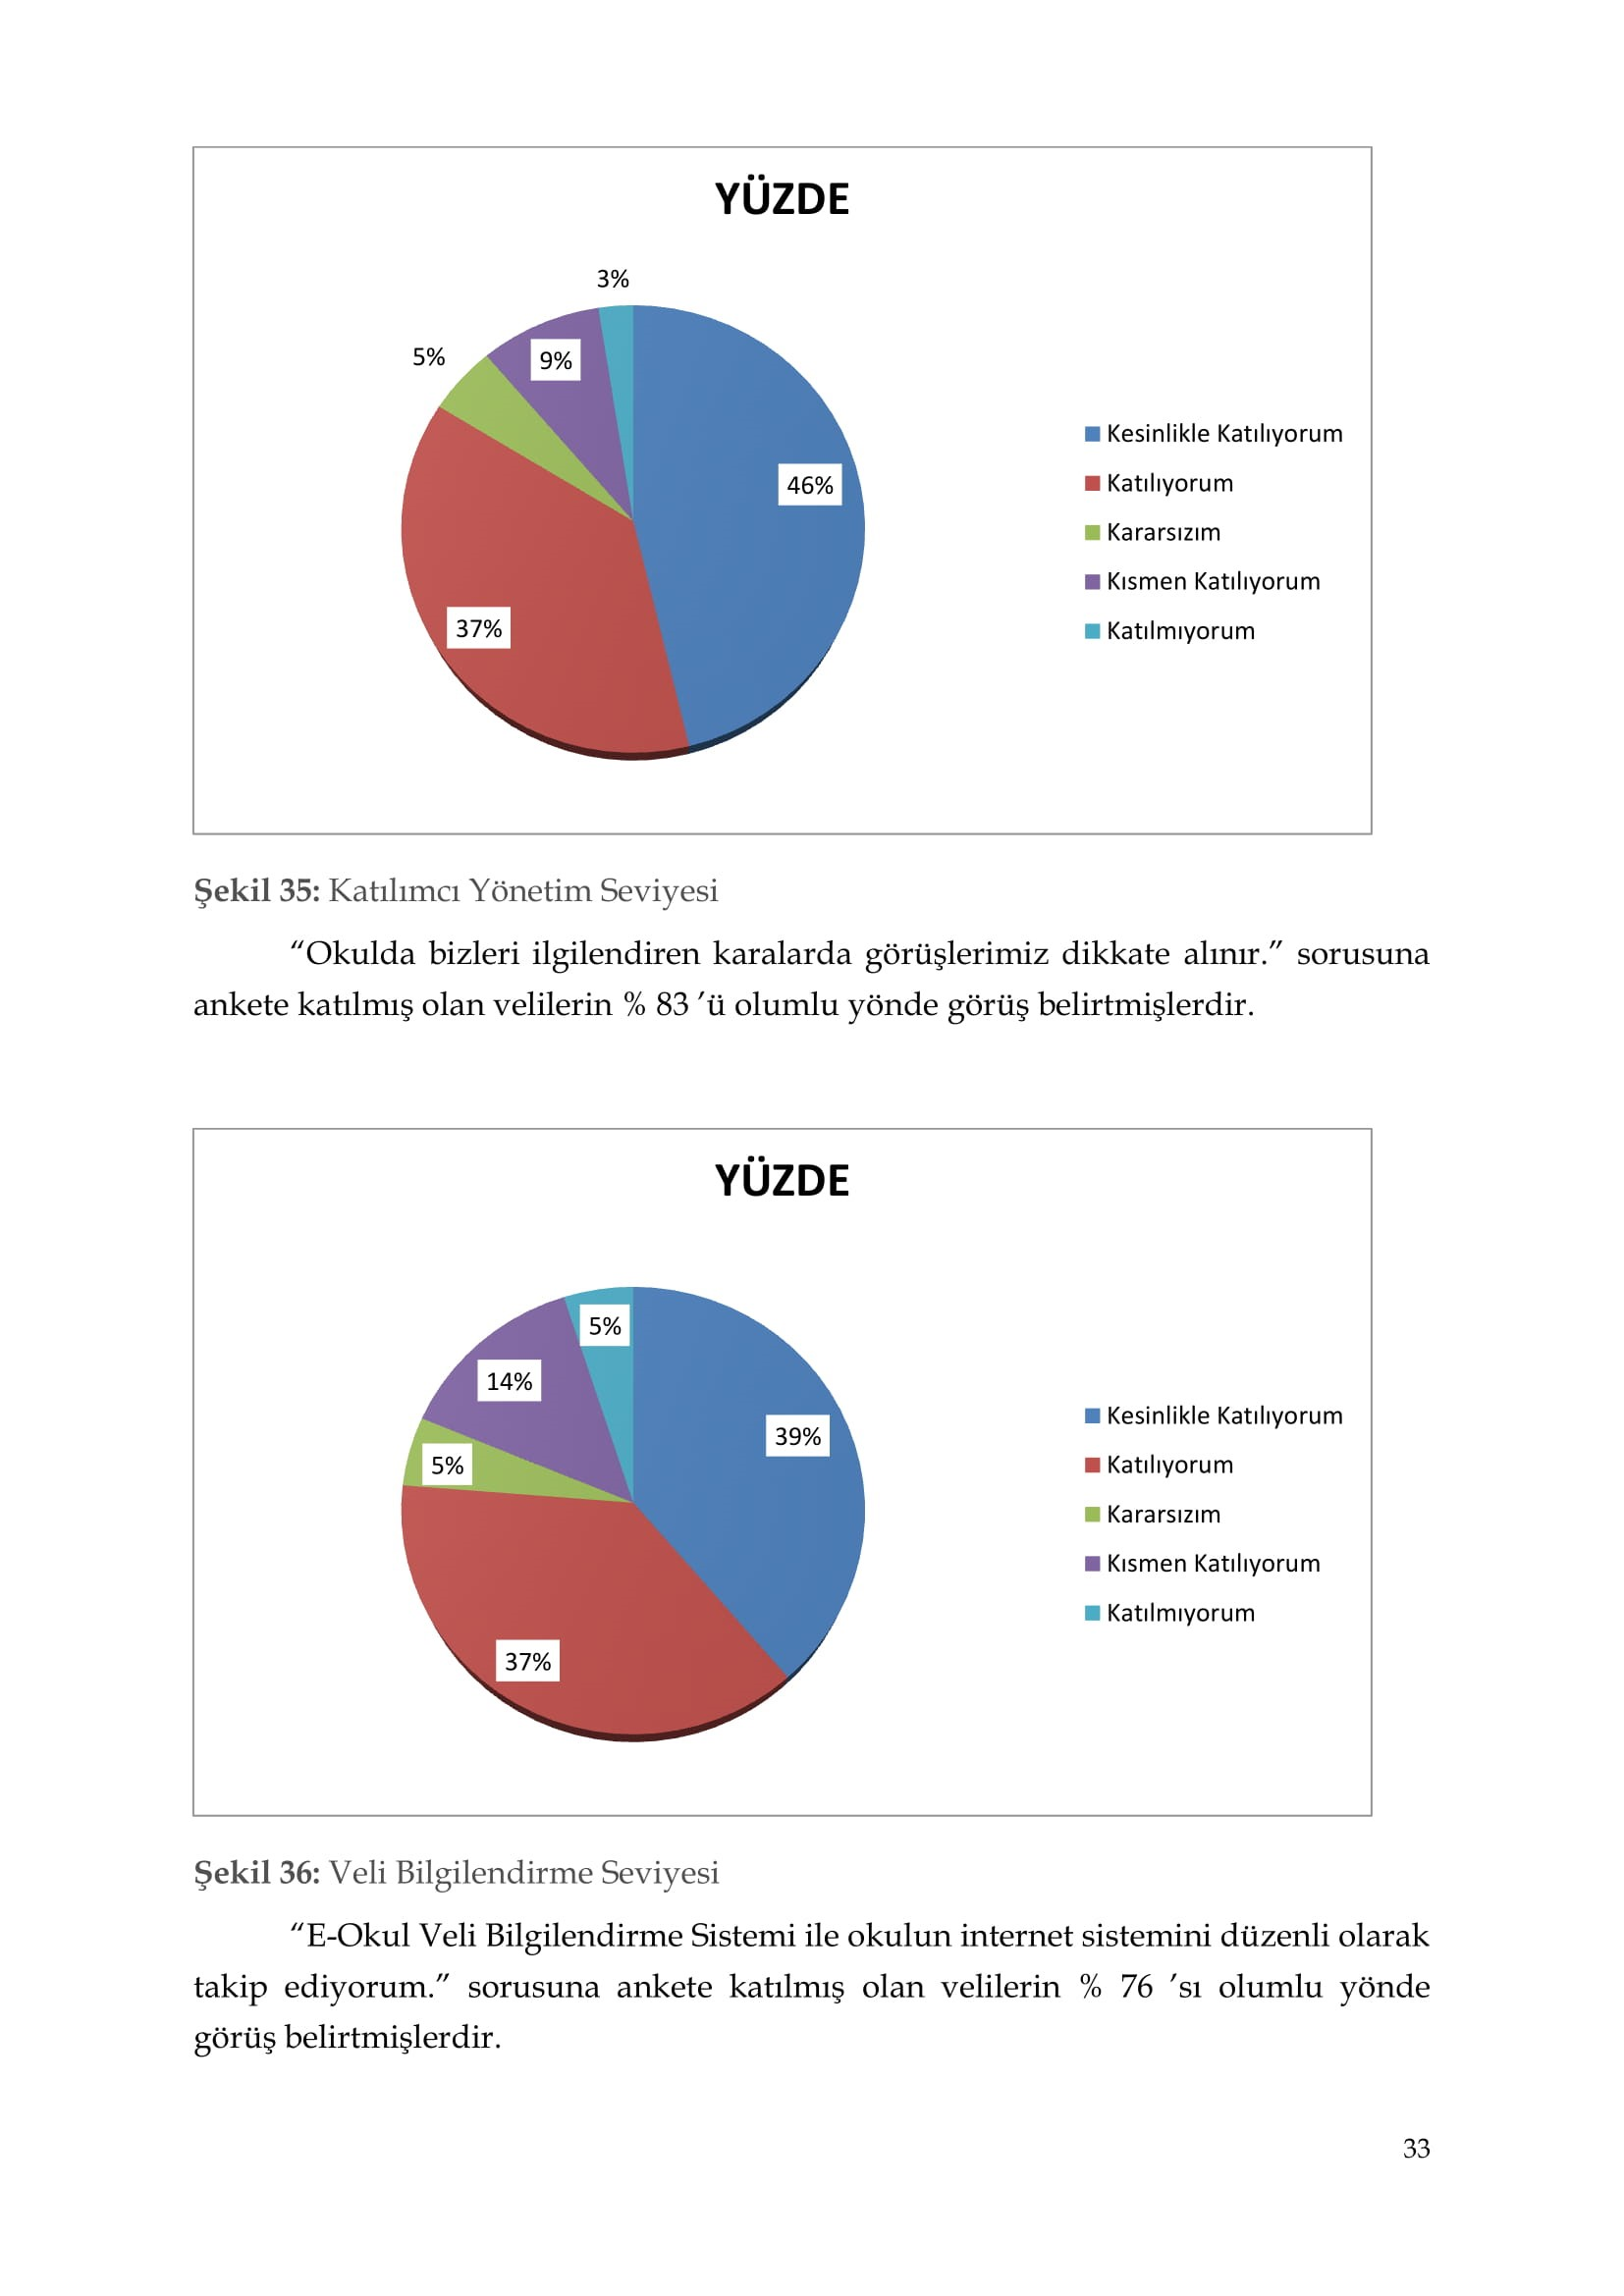 YÜZDE
3%
5%
9%
46%
37%
Kesinlikle Katılıyorum
Katılıyorum
Kararsızım
Kısmen Katılıyorum
Katılmıyorum
Şekil 35: Katılımcı Yönetim Seviyesi
“Okulda bizleri ilgilendiren karalarda görüşlerimiz dikkate alınır.” sorusuna
ankete katılmış olan velilerin % 83 ’ü olumlu yönde görüş belirtmişlerdir.
YÜZDE
5%
14%
39%
5%
37%
Kesinlikle Katılıyorum
Katılıyorum
Kararsızım
Kısmen Katılıyorum
Katılmıyorum
Şekil 36: Veli Bilgilendirme Seviyesi
“E-Okul Veli Bilgilendirme Sistemi ile okulun internet sistemini düzenli olarak
takip ediyorum.” sorusuna ankete katılmış olan velilerin % 76 ’sı olumlu yönde
görüş belirtmişlerdir.
33